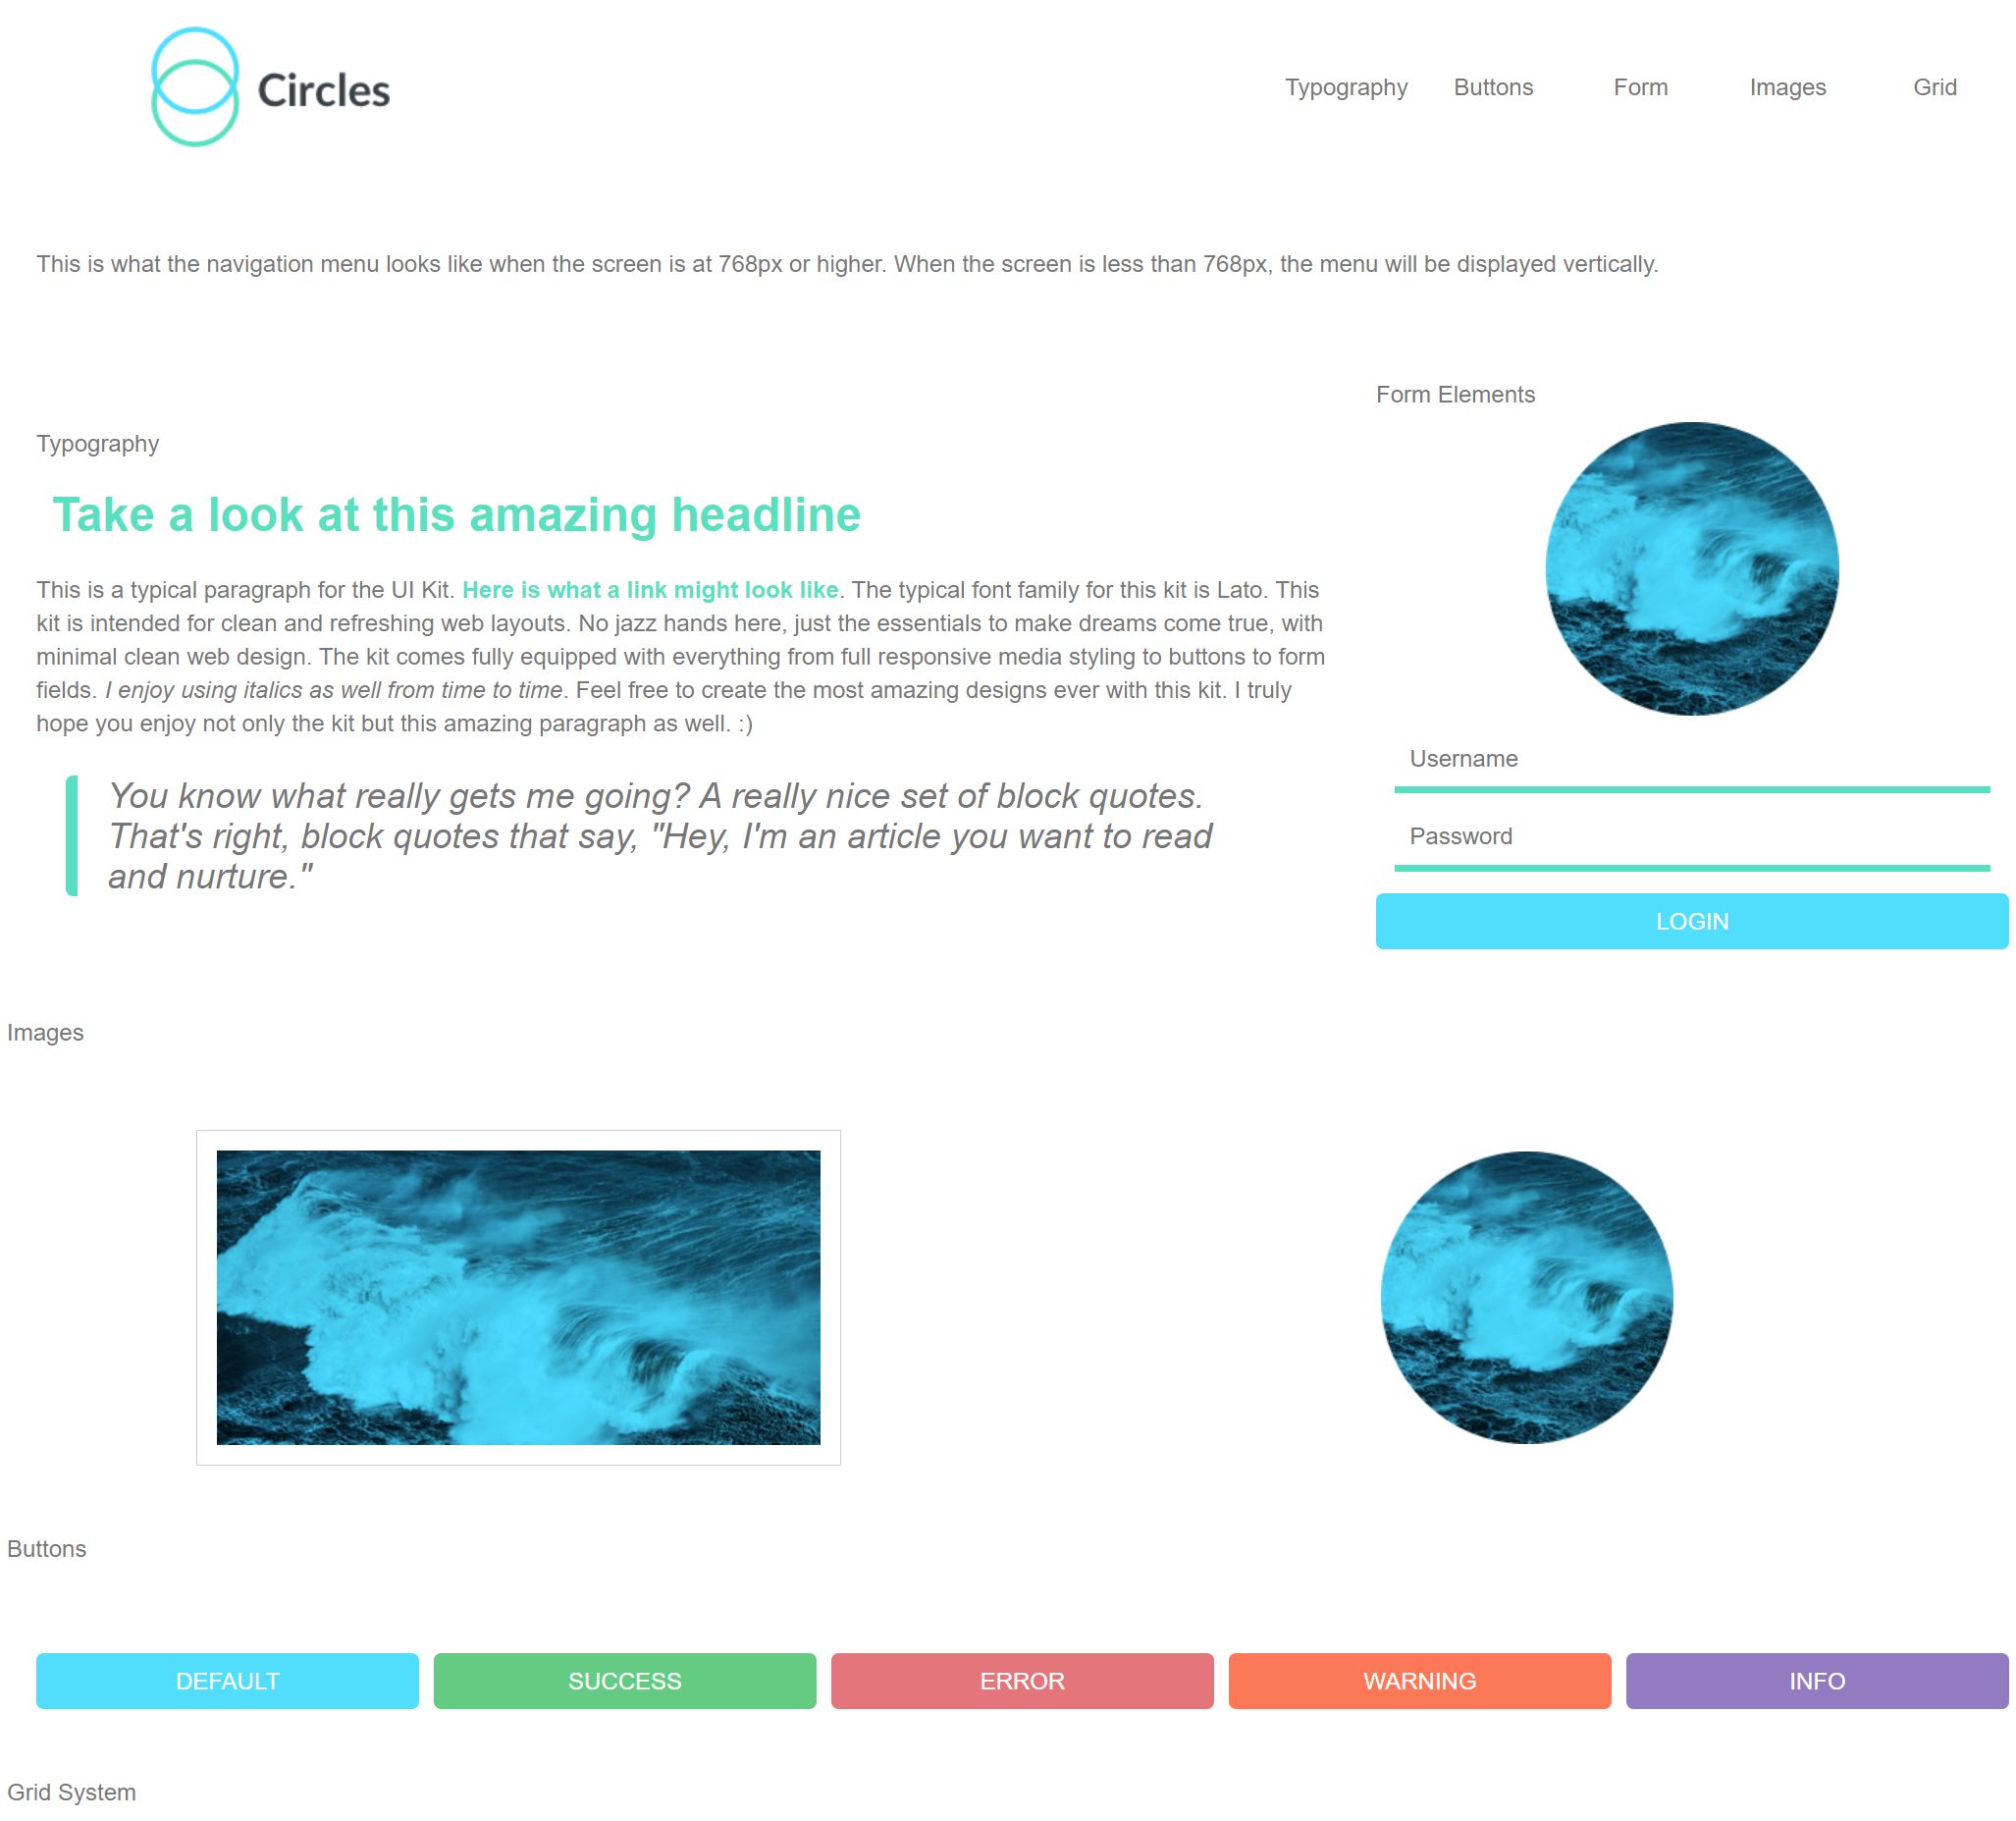 Circles
Typography Buttons Form Images Grid
This is what the navigation menu looks like when the screen is at 768px or higher. When the screen is less than 768px, the menu will be displayed vertically.
Typography
Take a look at this amazing headline
This is a typical paragraph for the UI Kit. Here is what a link might look like. The typical font family for this kit is Lato. This
kit is intended for clean and refreshing web layouts. No jazz hands here, just the essentials to make dreams come true, with
minimal clean web design. The kit comes fully equipped with everything from full responsive media styling to buttons to form
fields. I enjoy using italics as well from time to time. Feel free to create the most amazing designs ever with this kit. I truly
hope you enjoy not only the kit but this amazing paragraph as well. :)
You know what really gets me going? A really nice set of block quotes.
That's right, block quotes that say, "Hey, I'm an article you want to read
and nurture."
Form Elements
Username
Password
LOGIN
Images
Buttons
DEFAULT SUCCESS ERROR WARNING INFO
Grid System